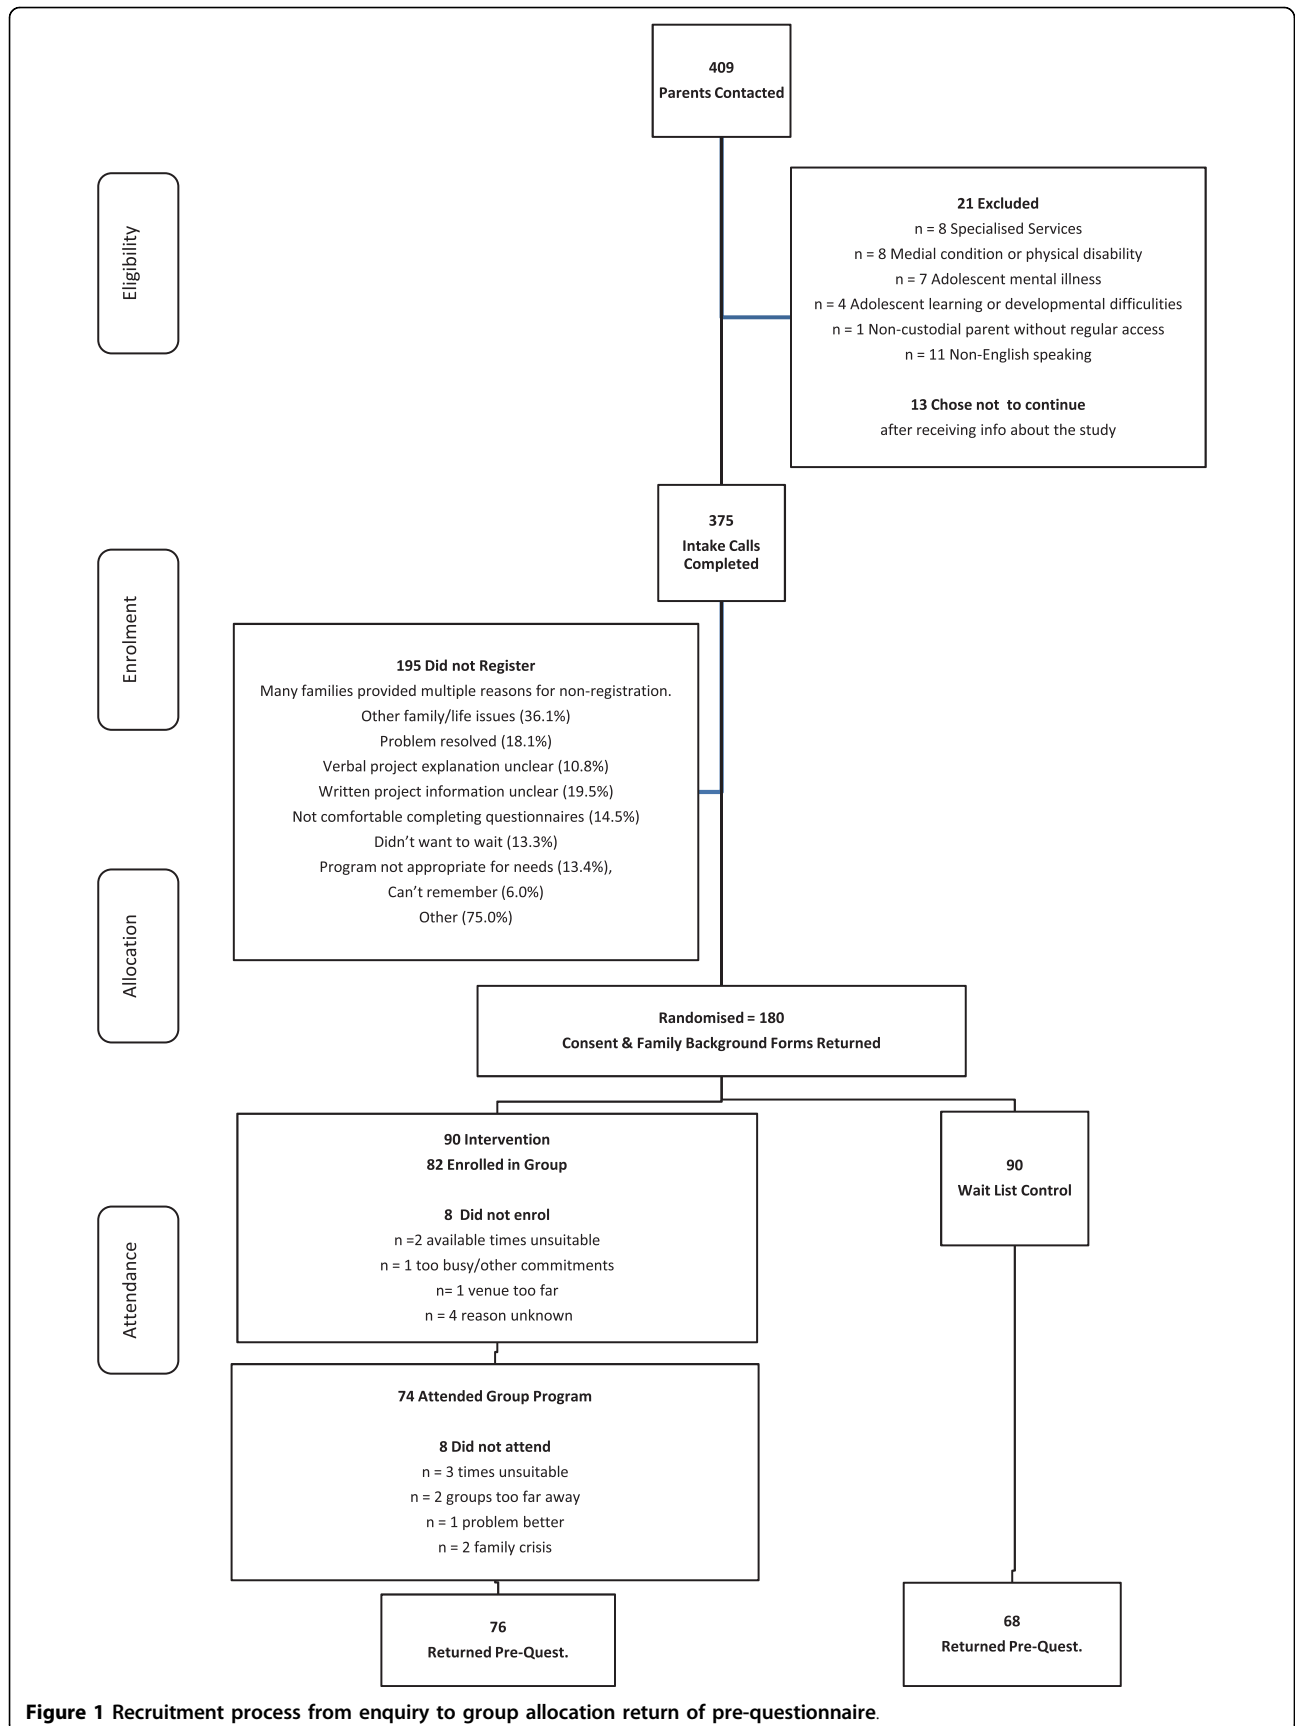 409
Parents Contacted
Eligibility
21 Excluded
n = 8 Specialised Services
n = 8 Medial condition or physical disability
n = 7 Adolescent mental illness
n = 4 Adolescent learning or developmental difficulities
n = 1 Non-custodial parent without regular access
n = 11 Non-English speaking
13 Chose not  to continue
after receiving info about the study
375
Intake Calls
Completed
Enrolment
195 Did not Register
Many families provided multiple reasons for non-registration.
Other family/life issues (36.1%)
Problem resolved (18.1%)
Verbal project explanation unclear (10.8%)
Written project information unclear (19.5%)
Not comfortable completing questionnaires (14.5%)
Didn’t want to wait (13.3%)
Program not appropriate for needs (13.4%),
Can’t remember (6.0%)
Other (75.0%)
Allocation
Randomised = 180
Consent & Family Background Forms Returned
90 Intervention
82 Enrolled in Group
8  Did not enrol
n =2 available times unsuitable
n = 1 too busy/other commitments
n= 1 venue too far
n = 4 reason unknown
90
Wait List Control
Attendance
74 Attended Group Program
8 Did not attend
n = 3 times unsuitable
n = 2 groups too far away
n = 1 problem better
n = 2 family crisis
76
Returned Pre-Quest.
68
Returned Pre-Quest.
Figure 1 Recruitment process from enquiry to group allocation return of pre-questionnaire.